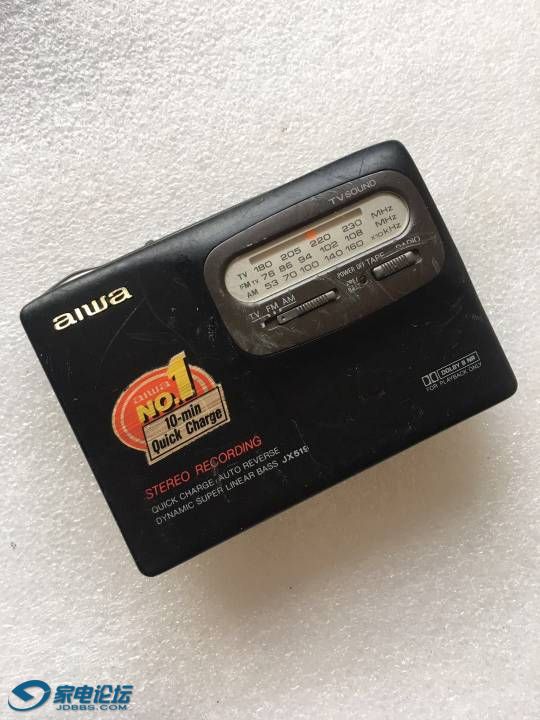 TV SOUND
TV 180 205 220 230 MHz
FM TV 76 86 94 102 108 MHz
AM 53 70 100 140 160 x10kHz
POWER OFF TAPE RADIO
TV FM AM
aiwa
aiwa
NO.1
10-min
Quick Charge
DOLBY B NR
FOR PLAYBACK ONLY
STEREO RECORDING
QUICK CHARGE/AUTO REVERSE
DYNAMIC SUPER LINEAR BASS JX519
家电论坛
JDBBS.COM